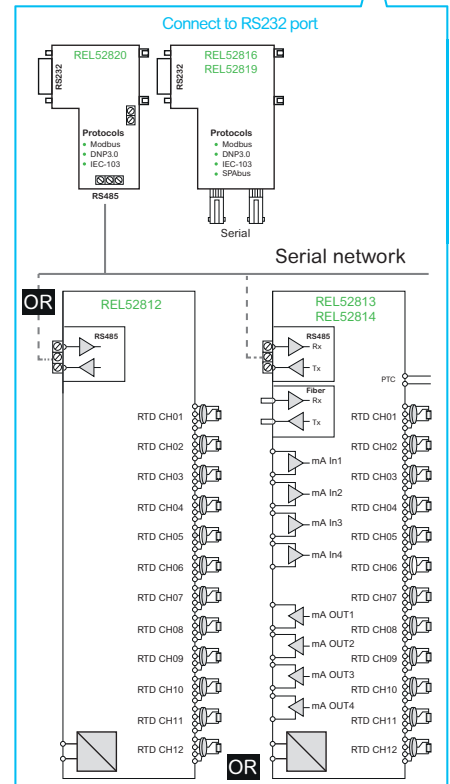 Connect to RS232 port
REL52820
RS232
Protocols
Modbus
DNP3.0
IEC-103
RS485
REL52816
REL52819
RS232
Protocols
Modbus
DNP3.0
IEC-103
SPAbus
Serial
Serial network
OR
REL52812
RS485
RTD CH01
RTD CH02
RTD CH03
RTD CH04
RTD CH05
RTD CH06
RTD CH07
RTD CH08
RTD CH09
RTD CH10
RTD CH11
RTD CH12
OR
REL52813
REL52814
RS485
Rx
Tx
Fiber
Rx
Tx
mA In1
mA In2
mA In3
mA In4
mA OUT1
mA OUT2
mA OUT3
mA OUT4
PTC
RTD CH01
RTD CH02
RTD CH03
RTD CH04
RTD CH05
RTD CH06
RTD CH07
RTD CH08
RTD CH09
RTD CH10
RTD CH11
RTD CH12